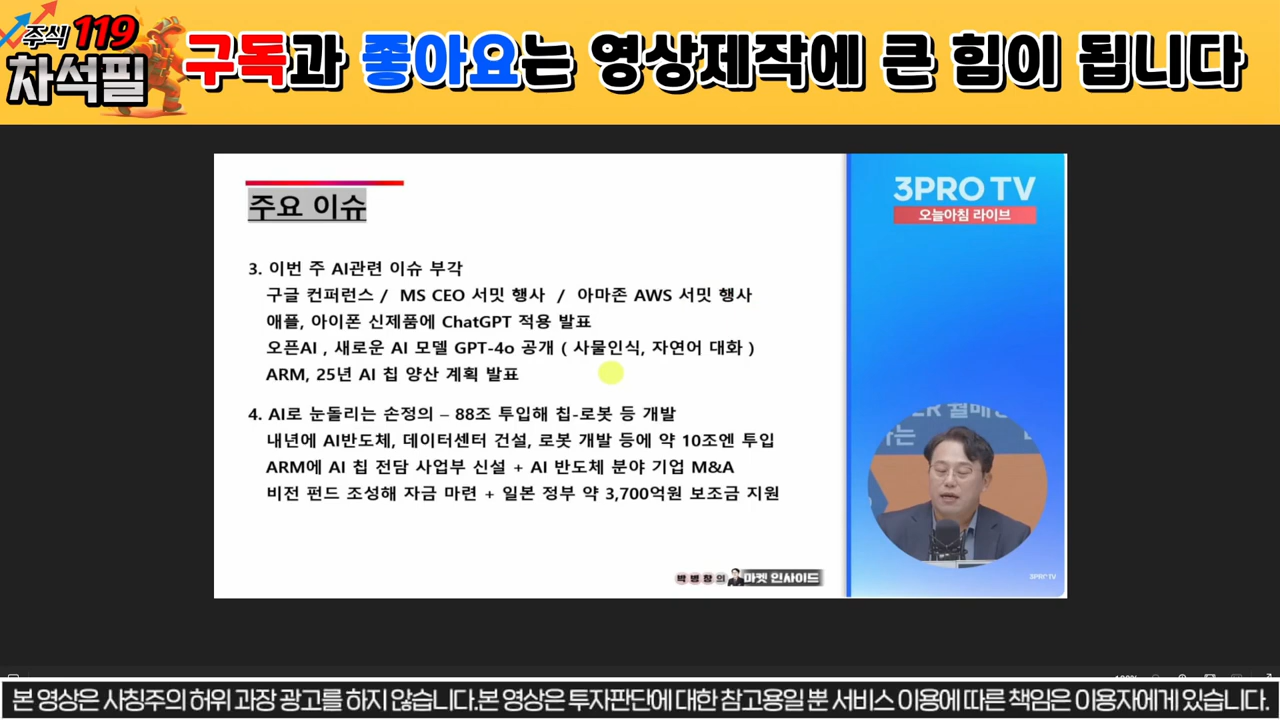 주식 119
차석필
구독과 좋아요는 영상제작에 큰 힘이 됩니다
주요 이슈
3. 이번 주 AI관련 이슈 부각
구글 컨퍼런스 / MS CEO 서밋 행사 / 아마존 AWS 서밋 행사
애플, 아이폰 신제품에 ChatGPT 적용 발표
오픈AI , 새로운 AI 모델 GPT-4o 공개 ( 사물인식, 자연어 대화 )
ARM, 25년 AI 칩 양산 계획 발표
4. AI로 눈돌리는 손정의 – 88조 투입해 칩-로봇 등 개발
내년에 AI반도체, 데이터센터 건설, 로봇 개발 등에 약 10조엔 투입
ARM에 AI 칩 전담 사업부 신설 + AI 반도체 분야 기업 M&A
비전 펀드 조성해 자금 마련 + 일본 정부 약 3,700억원 보조금 지원
박병창의 마켓 인사이드
3PRO TV
오늘아침 라이브
3PRO TV
본 영상은 사칭주의 허위 과장 광고를 하지 않습니다.본 영상은 투자판단에 대한 참고용일 뿐 서비스 이용에 따른 책임은 이용자에게 있습니다.